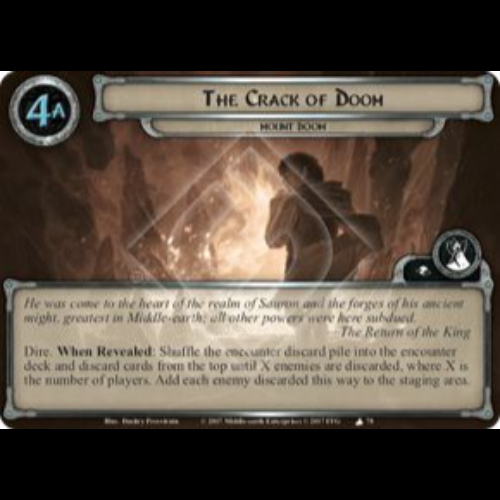 4A
THE CRACK OF DOOM
MOUNT DOOM
He was come to the heart of the realm of Sauron and the forges of his ancient
might, greatest in Middle-earth; all other powers were here subdued.
-The Return of the King
Dire. When Revealed: Shuffle the encounter discard pile into the encounter
deck and discard cards from the top until X enemies are discarded, where X is
the number of players. Add each enemy discarded this way to the staging area.
Illus. © 2017 Middle-earth Enterprises © 2017 FFG